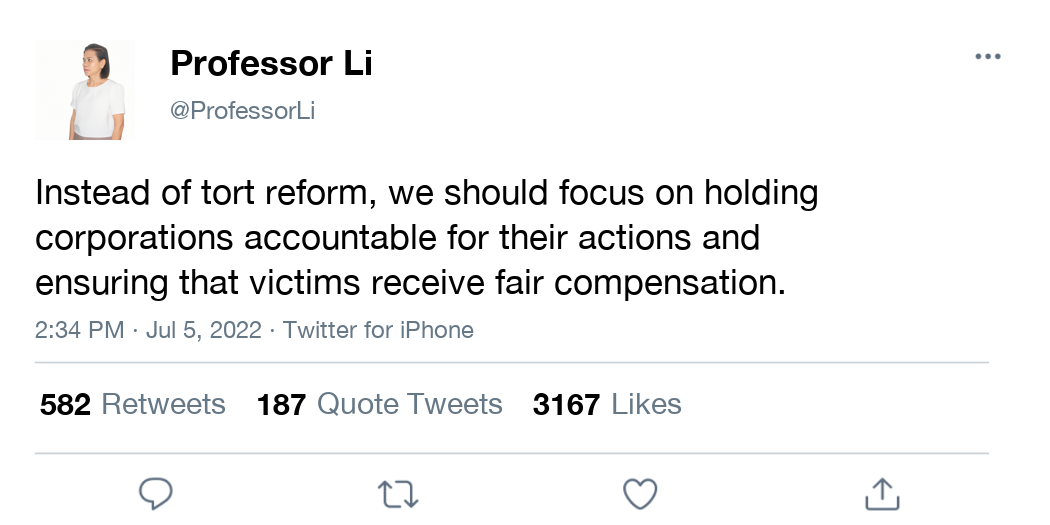 Professor Li
@ProfessorLi
Instead of tort reform, we should focus on holding
corporations accountable for their actions and
ensuring that victims receive fair compensation.
2:34 PM · Jul 5, 2022 · Twitter for iPhone
582 Retweets 187 Quote Tweets 3167 Likes